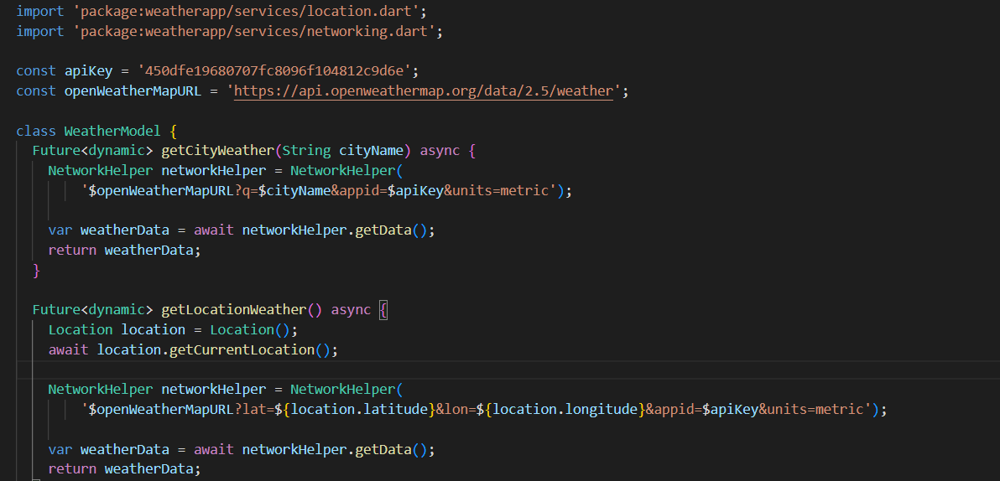 import 'package:weatherapp/services/location.dart';
import 'package:weatherapp/services/networking.dart';
const apiKey = '450dfe19680707fc8096f104812c9d6e';
const openWeatherMapURL = 'https://api.openweathermap.org/data/2.5/weather';
class WeatherModel {
Future<dynamic> getCityWeather(String cityName) async {
NetworkHelper networkHelper = NetworkHelper(
'$openWeatherMapURL?q=$cityName&appid=$apiKey&units=metric');
var weatherData = await networkHelper.getData();
return weatherData;
}
Future<dynamic> getLocationWeather() async {
Location location = Location();
await location.getCurrentLocation();
NetworkHelper networkHelper = NetworkHelper(
'$openWeatherMapURL?lat=${location.latitude}&lon=${location.longitude}&appid=$apiKey&units=metric');
var weatherData = await networkHelper.getData();
return weatherData;